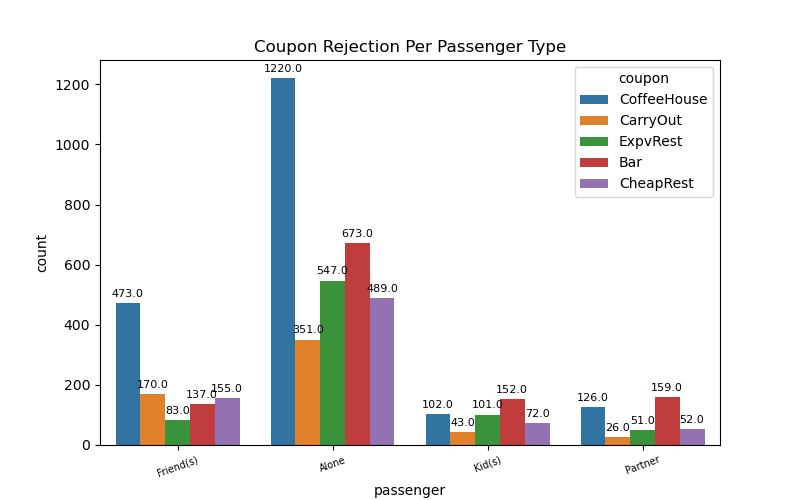 Coupon Rejection Per Passenger Type
count
1200
1000
800
600
400
200
0
473.0
170.0
83.0
137.0
155.0
1220.0
351.0
547.0
673.0
489.0
102.0
43.0
101.0
152.0
72.0
126.0
26.0
51.0
159.0
52.0
coupon
CoffeeHouse
CarryOut
ExpvRest
Bar
CheapRest
Friend(s)
Alone
Kid(s)
Partner
passenger